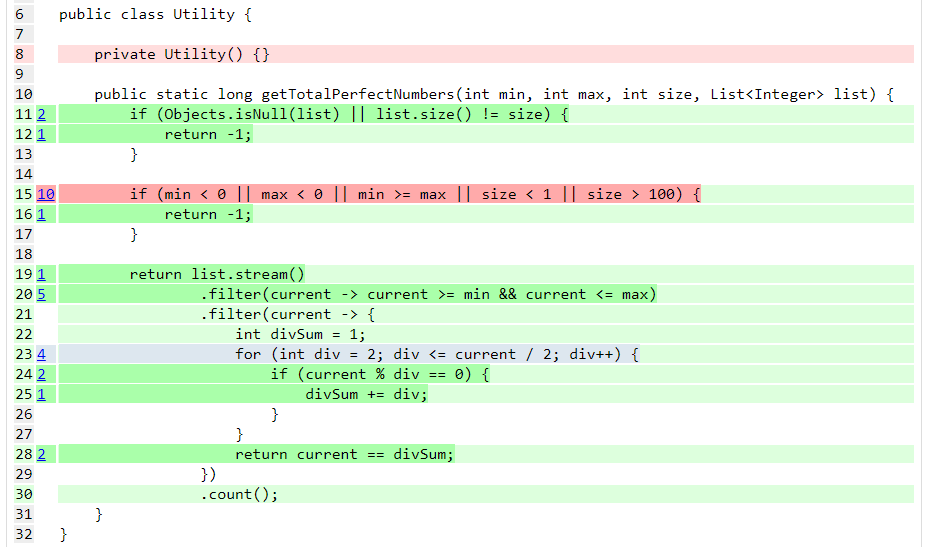 6 public class Utility {
7
8 private Utility() {}
9
10 public static long getTotalPerfectNumbers(int min, int max, int size, List<Integer> list) {
11 2 if (Objects.isNull(list) || list.size() != size) {
12 1 return -1;
13 }
14
15 10 if (min < 0 || max < 0 || min >= max || size < 1 || size > 100) {
16 1 return -1;
17 }
18
19 1 return list.stream()
20 5 .filter(current -> current >= min && current <= max)
21 .filter(current -> {
22 int divSum = 1;
23 4 for (int div = 2; div <= current / 2; div++) {
24 2 if (current % div == 0) {
25 1 divSum += div;
26 }
27 }
28 2 return current == divSum;
29 })
30 .count();
31 }
32 }